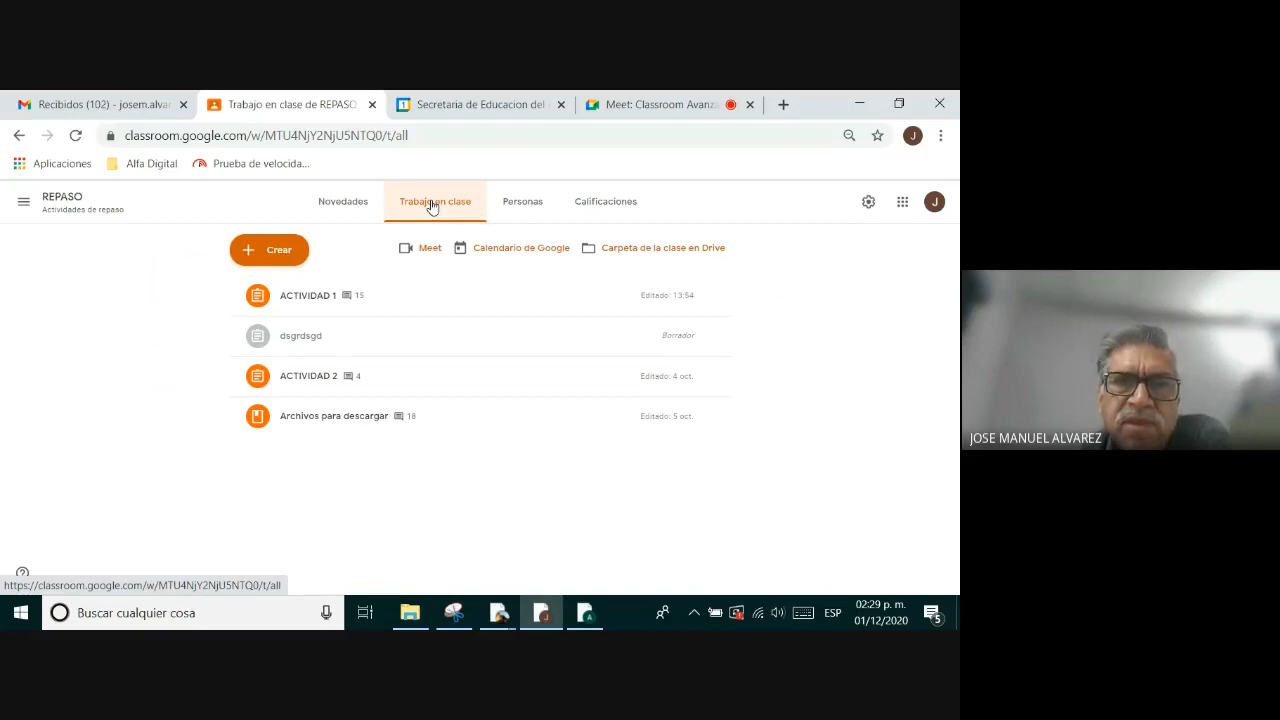 Recibidos (102) - josem.alvar
Trabajo en clase de REPASO
Secretaria de Educacion del
Meet: Classroom Avanza
classroom.google.com/w/MTU4NjY2NjU5NTQ0/t/all
J
Aplicaciones
Alfa Digital
Prueba de velocida...
REPASO
Actividades de repaso
Novedades
Trabajo en clase
Personas
Calificaciones
J
Crear
Meet
Calendario de Google
Carpeta de la clase en Drive
ACTIVIDAD 1 15
Editado: 13:54
dsgrdsgd
Borrador
ACTIVIDAD 2 4
Editado: 4 oct.
Archivos para descargar 18
Editado: 5 oct.
JOSE MANUEL ALVAREZ
https://classroom.google.com/w/MTU4NjY2NjU5NTQ0/t/all
Buscar cualquier cosa
ESP
02:29 p. m.
01/12/2020
5